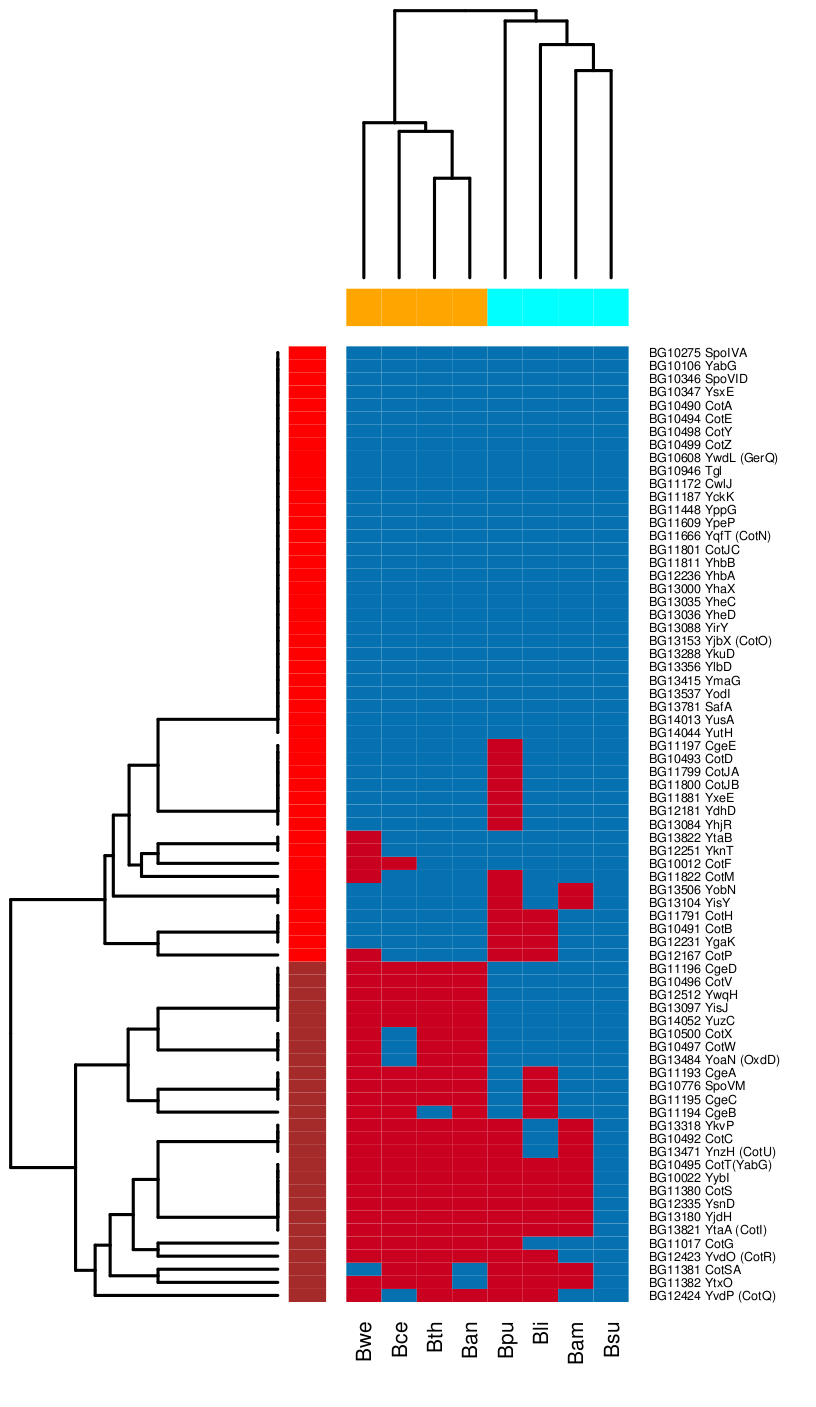 BG10275 SpoIVA
BG10106 YabG
BG10346 SpoVID
BG10347 YsxE
BG10490 CotA
BG10494 CotE
BG10498 CotY
BG10499 CotZ
BG10608 YwdL (GerQ)
BG10946 Tgl
BG11172 CwlJ
BG11187 YckK
BG11448 YppG
BG11609 YpeP
BG11666 YqfT (CotN)
BG11801 CotJC
BG11811 YhbB
BG12236 YhbA
BG13000 YhaX
BG13035 YheC
BG13036 YheD
BG13088 YirY
BG13153 YjbX (CotO)
BG13288 YkuD
BG13356 YlbD
BG13415 YmaG
BG13537 YodI
BG13781 SafA
BG14013 YusA
BG14044 YutH
BG11197 CgeE
BG10493 CotD
BG11799 CotJA
BG11800 CotJB
BG11881 YxeE
BG12181 YdhD
BG13084 YhjR
BG13822 YtaB
BG12251 YknT
BG10012 CotF
BG11822 CotM
BG13506 YobN
BG13104 YisY
BG11791 CotH
BG10491 CotB
BG12231 YgaK
BG12167 CotP
BG11196 CgeD
BG10496 CotV
BG12512 YwqH
BG13097 YisJ
BG14052 YuzC
BG10500 CotX
BG10497 CotW
BG13484 YoaN (OxdD)
BG11193 CgeA
BG10776 SpoVM
BG11195 CgeC
BG11194 CgeB
BG13318 YkvP
BG10492 CotC
BG13471 YnzH (CotU)
BG10495 CotT(YabG)
BG10022 YybI
BG11380 CotS
BG12335 YsnD
BG13180 YjdH
BG13821 YtaA (CotI)
BG11017 CotG
BG12423 YvdO (CotR)
BG11381 CotSA
BG11382 YtxO
BG12424 YvdP (CotQ)
Bwe
Bce
Bth
Ban
Bpu
Bli
Bam
Bsu